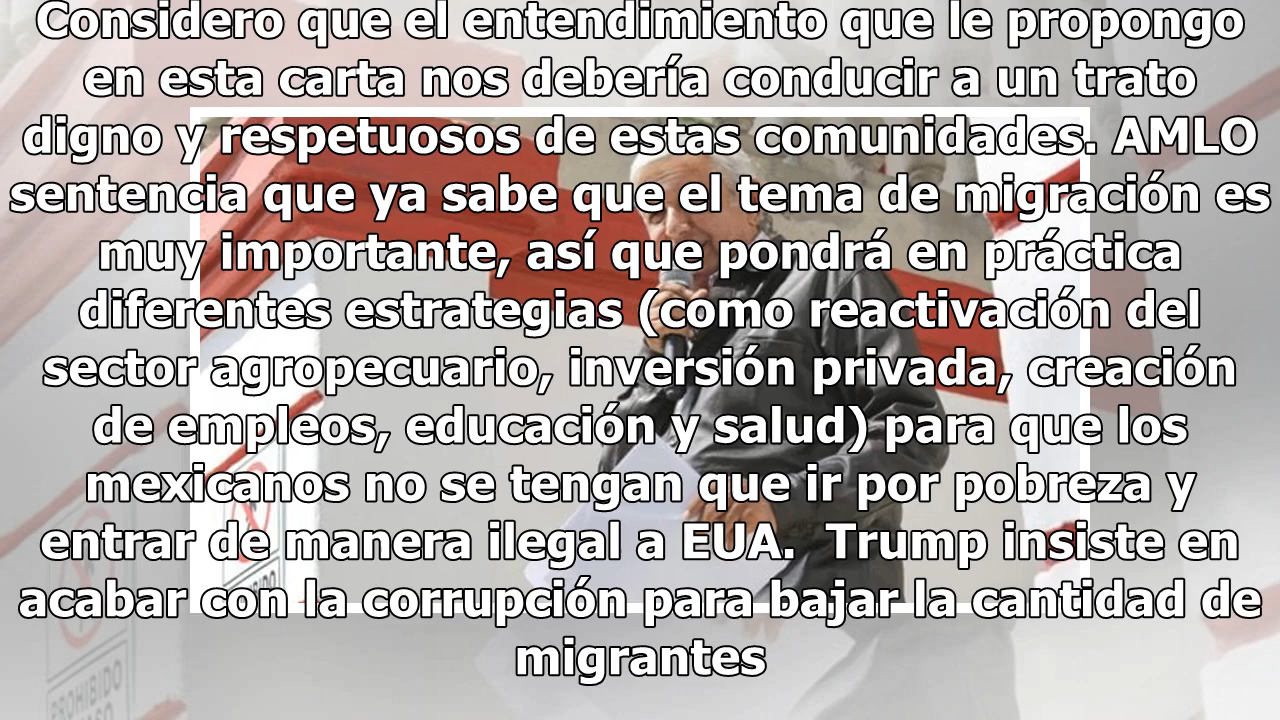 Considero que el entendimiento que le propongo
en esta carta nos debería conducir a un trato
digno y respetuosos de estas comunidades. AMLO
sentencia que ya sabe que el tema de migración es
muy importante, así que pondrá en práctica
diferentes estrategias (como reactivación del
sector agropecuario, inversión privada, creación
de empleos, educación y salud) para que los
mexicanos no se tengan que ir por pobreza y
entrar de manera ilegal a EUA.  Trump insiste en
acabar con la corrupción para bajar la cantidad de
migrantes
PROHIBIDO